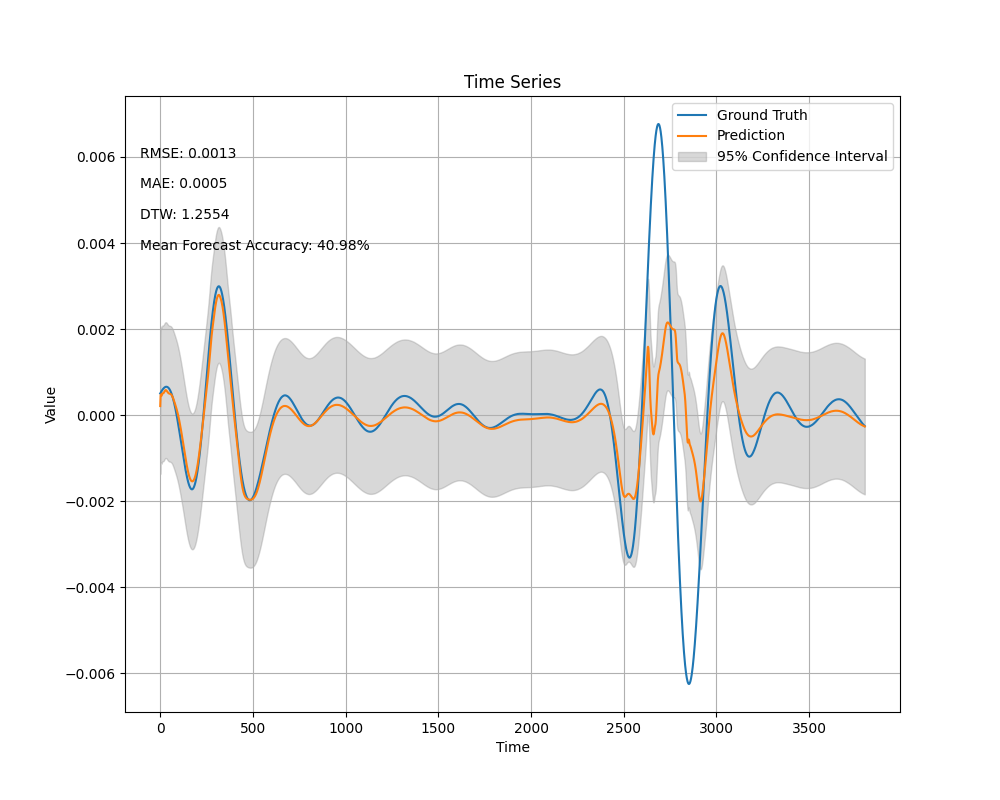 Time Series
Ground Truth
Prediction
95% Confidence Interval
RMSE: 0.0013
MAE: 0.0005
DTW: 1.2554
Mean Forecast Accuracy: 40.98%
Value
0.006
0.004
0.002
0.000
−0.002
−0.004
−0.006
0 500 1000 1500 2000 2500 3000 3500
Time